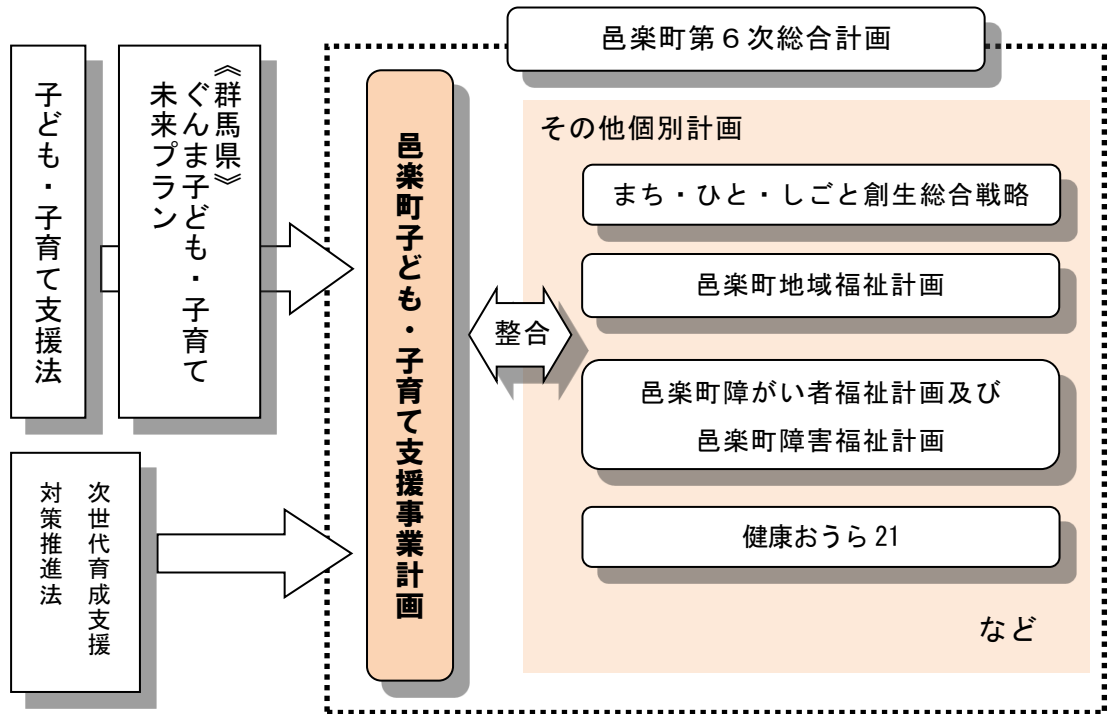 邑楽町第６次総合計画
子ども・子育て支援法
《群馬県》
ぐんま子ども・子育て
未来プラン
次世代育成支援
対策推進法
邑楽町子ども・子育て支援事業計画
整合
その他個別計画
まち・ひと・しごと創生総合戦略
邑楽町地域福祉計画
邑楽町障がい者福祉計画及び
邑楽町障害福祉計画
健康おうら21
など